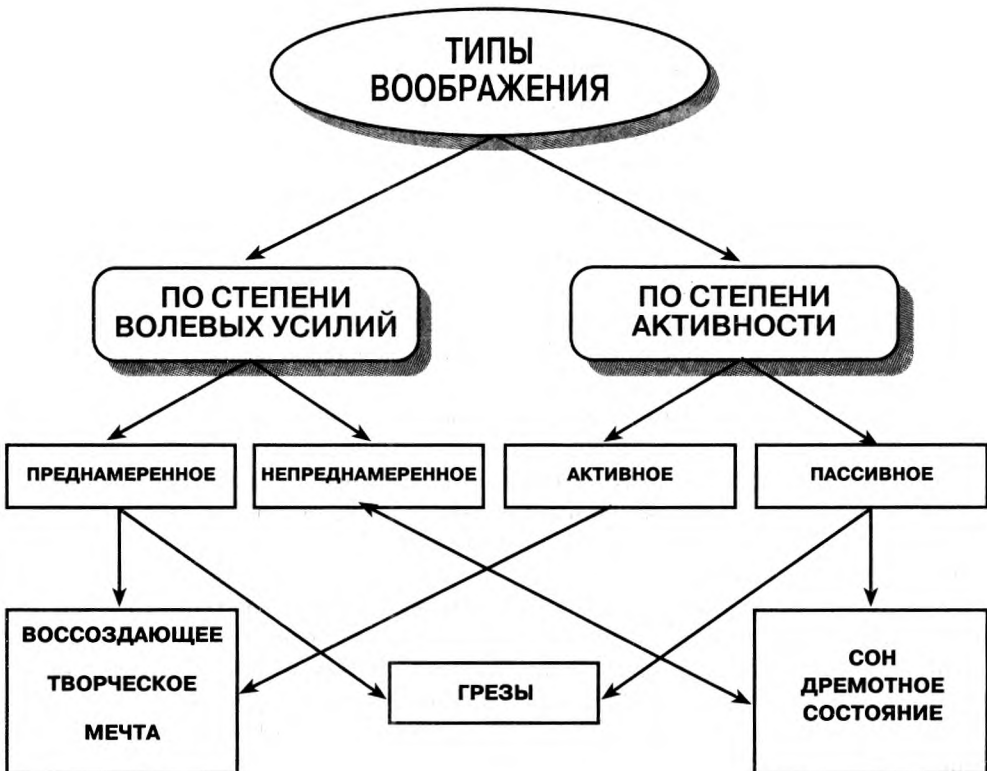 ТИПЫ
ВООБРАЖЕНИЯ
ПО СТЕПЕНИ
ВОЛЕВЫХ УСИЛИЙ
ПО СТЕПЕНИ
АКТИВНОСТИ
ПРЕДНАМЕРЕННОЕ
НЕПРЕДНАМЕРЕННОЕ
АКТИВНОЕ
ПАССИВНОЕ
ВОССОЗДАЮЩЕЕ
ТВОРЧЕСКОЕ
МЕЧТА
ГРЕЗЫ
СОН
ДРЕМОТНОЕ
СОСТОЯНИЕ